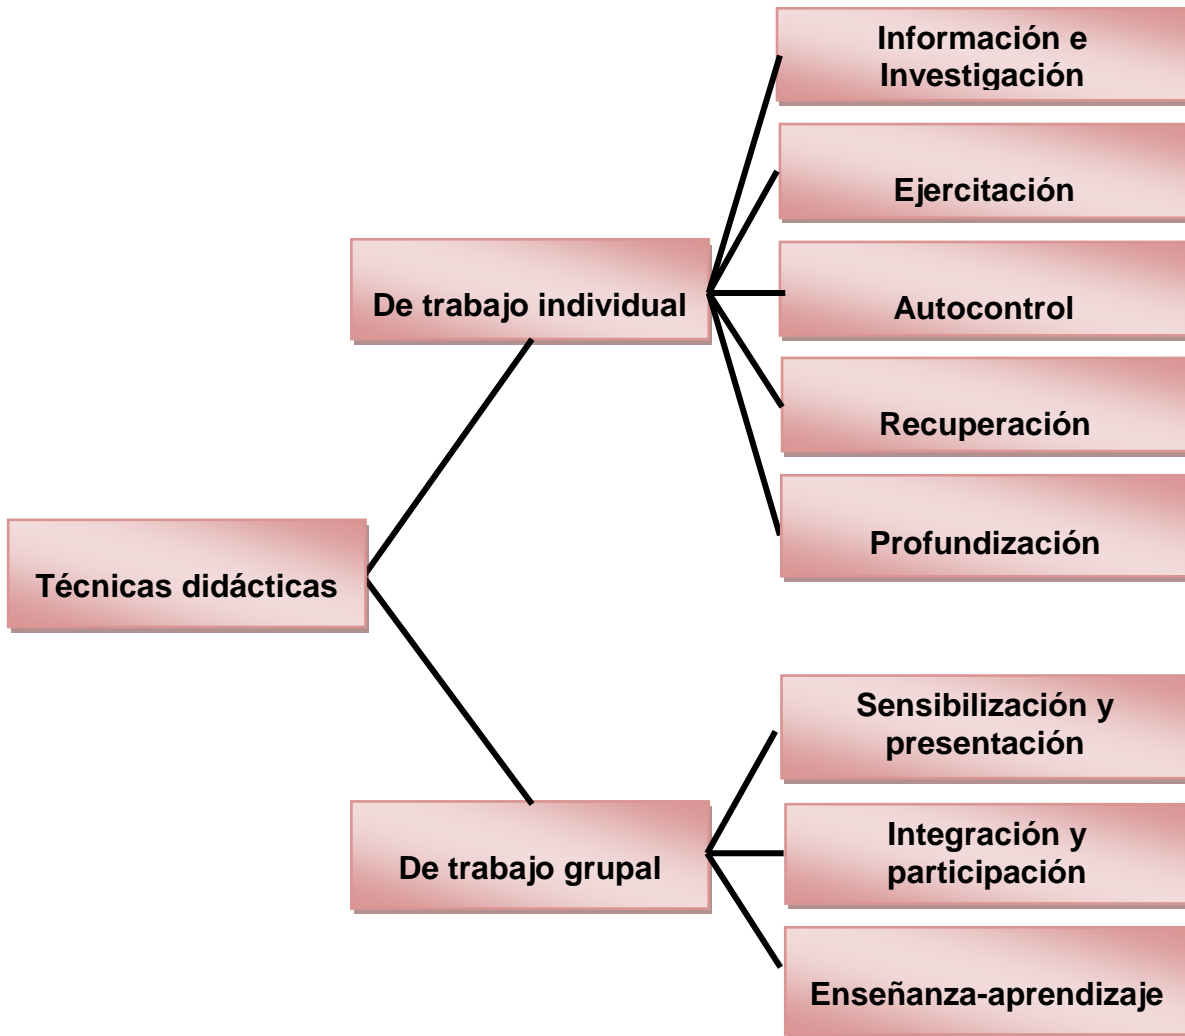 Técnicas didácticas
De trabajo individual
Información e
Investigación
Ejercitación
Autocontrol
Recuperación
Profundización
De trabajo grupal
Sensibilización y
presentación
Integración y
participación
Enseñanza-aprendizaje